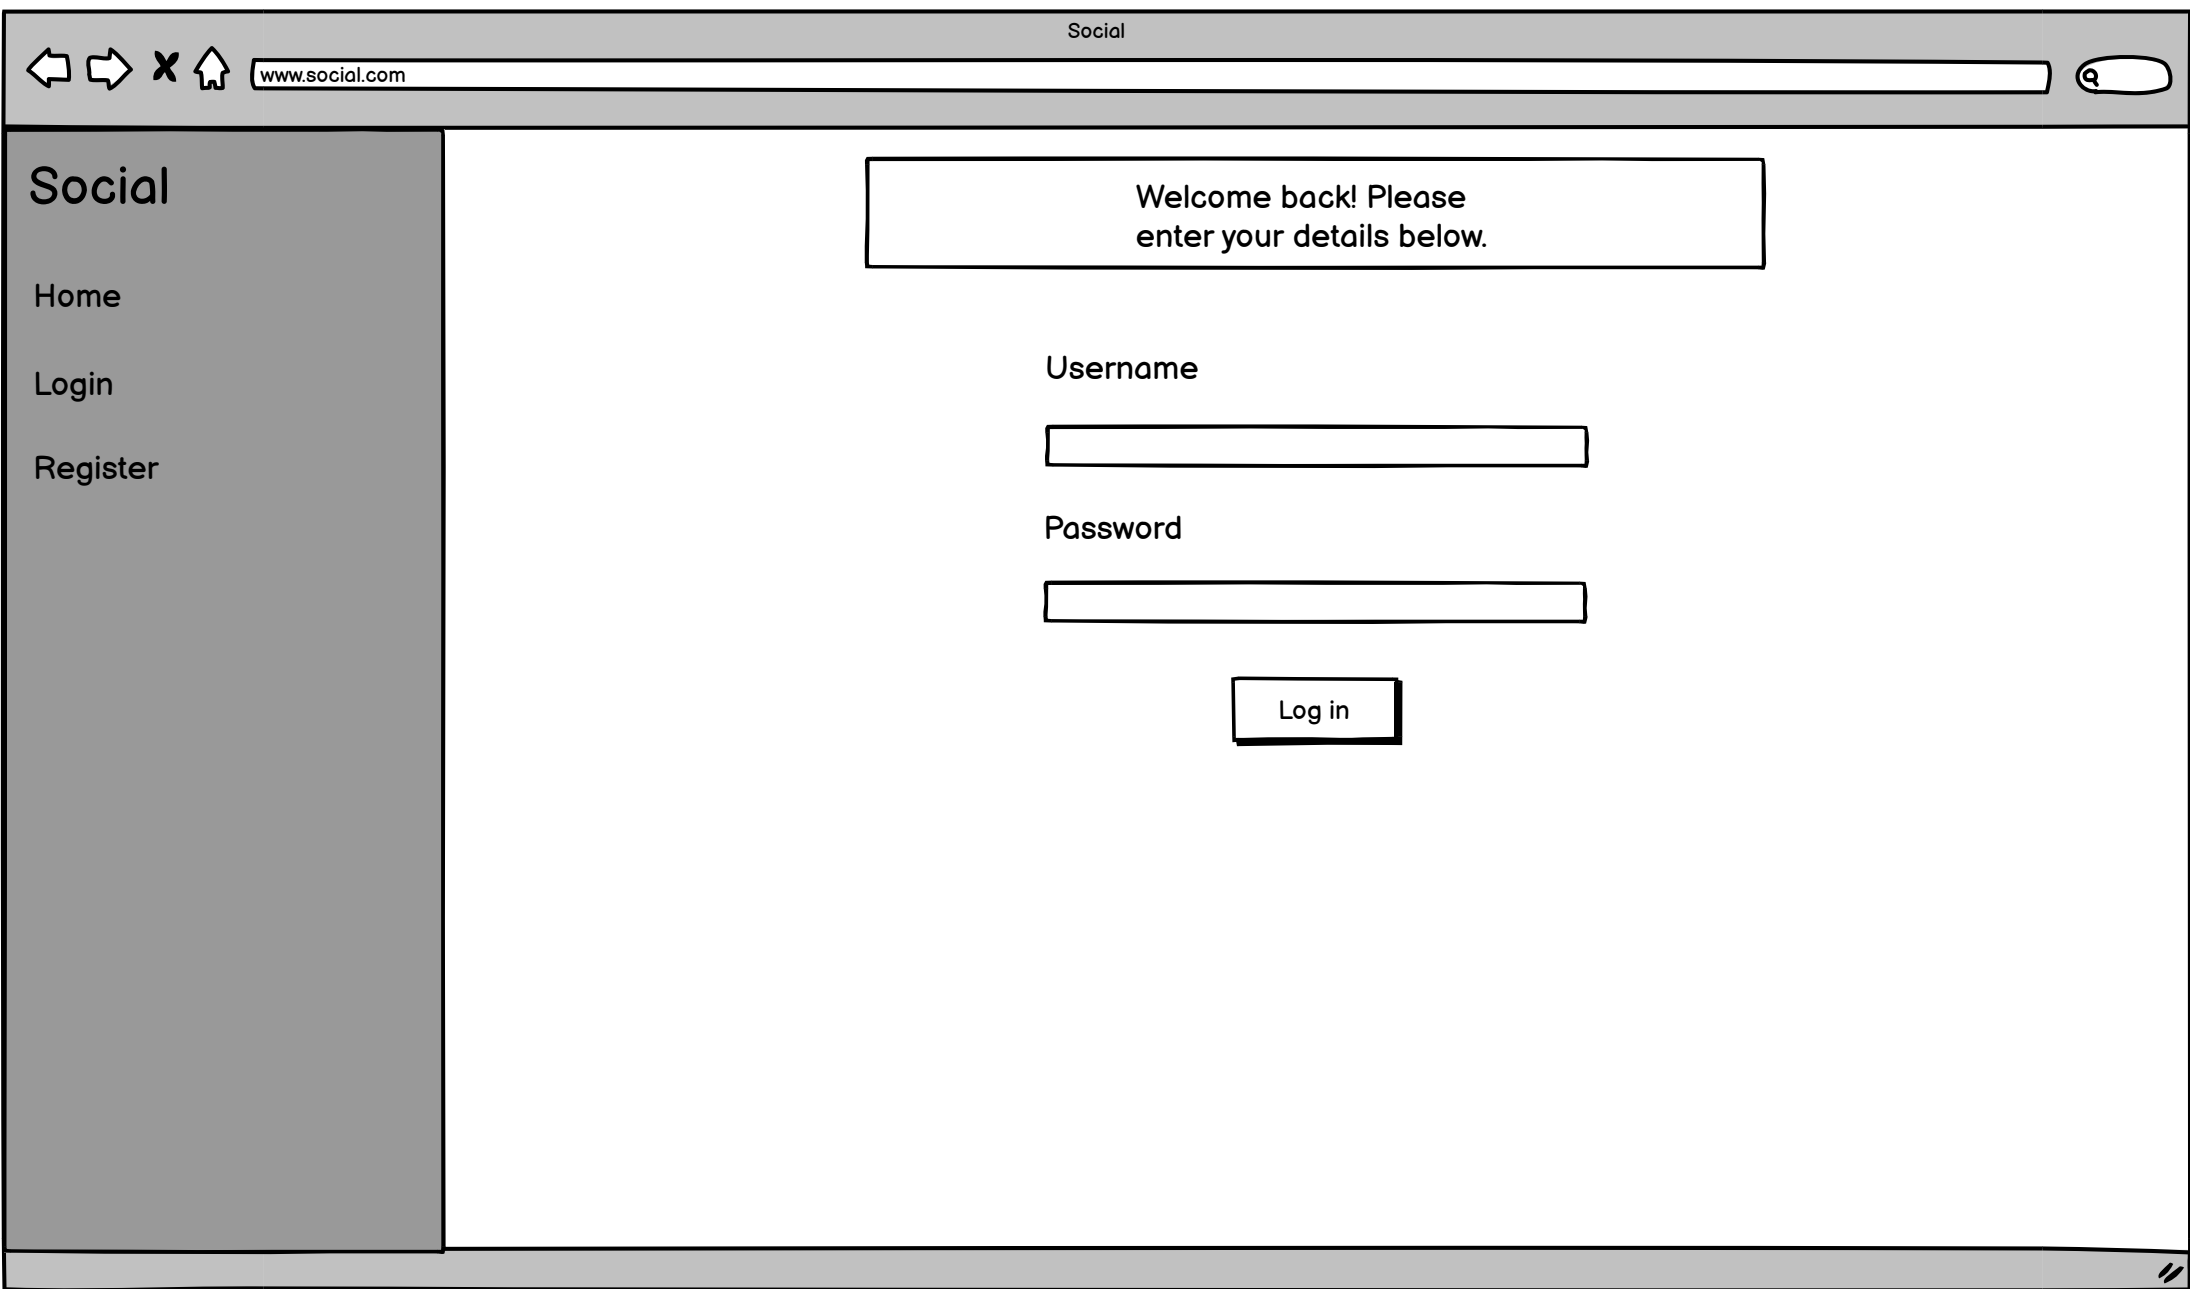 Social
www.social.com
Social
Home
Login
Register
Welcome back! Please
enter your details below.
Username
Password
Log in